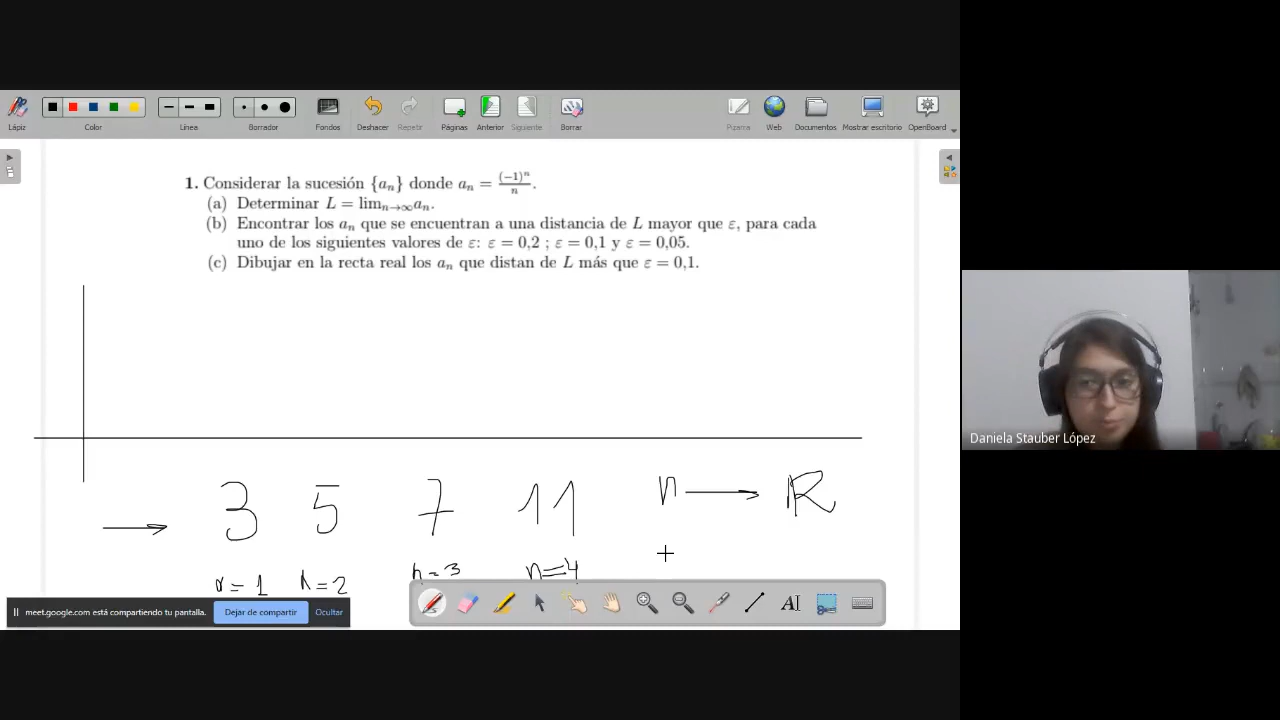 Lápiz Color Línea Borrador Fondos Deshacer Repetir Páginas Anterior Siguiente Borrar Pizarra Web Documentos Mostrar escritorio OpenBoard
1. Considerar la sucesión {aₙ} donde aₙ = (-1)ⁿ/n.
(a) Determinar L = limₙ→∞ aₙ.
(b) Encontrar los aₙ que se encuentran a una distancia de L mayor que ε, para cada
uno de los siguientes valores de ε: ε = 0,2 ; ε = 0,1 y ε = 0,05.
(c) Dibujar en la recta real los aₙ que distan de L más que ε = 0,1.
Daniela Stauber López
→ 3 5 7 11 n → ℝ
n = 1 n = 2 n = 3 n = 4
meet.google.com está compartiendo tu pantalla. Dejar de compartir Ocultar
AI